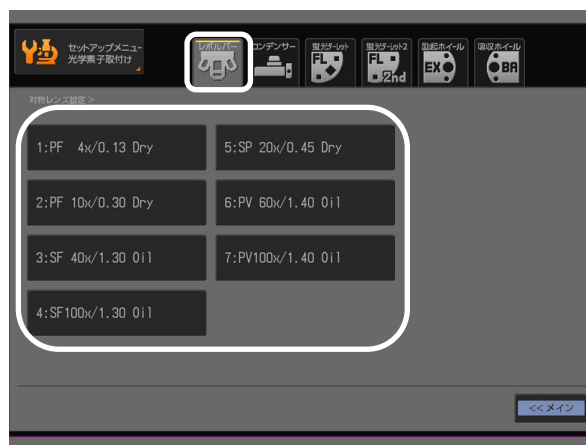 セットアップメニュー
光学素子取付け
レボルバー
コンデンサー
蛍光ターレット
蛍光ターレット2
励起ホイール
吸収ホイール
FL
FL
2nd
EX
BA
対物レンズ設定 >
1:PF 4x/0.13 Dry
5:SP 20x/0.45 Dry
2:PF 10x/0.30 Dry
6:PV 60x/1.40 Oil
3:SF 40x/1.30 Oil
7:PV100x/1.40 Oil
4:SF100x/1.30 Oil
<<メイン